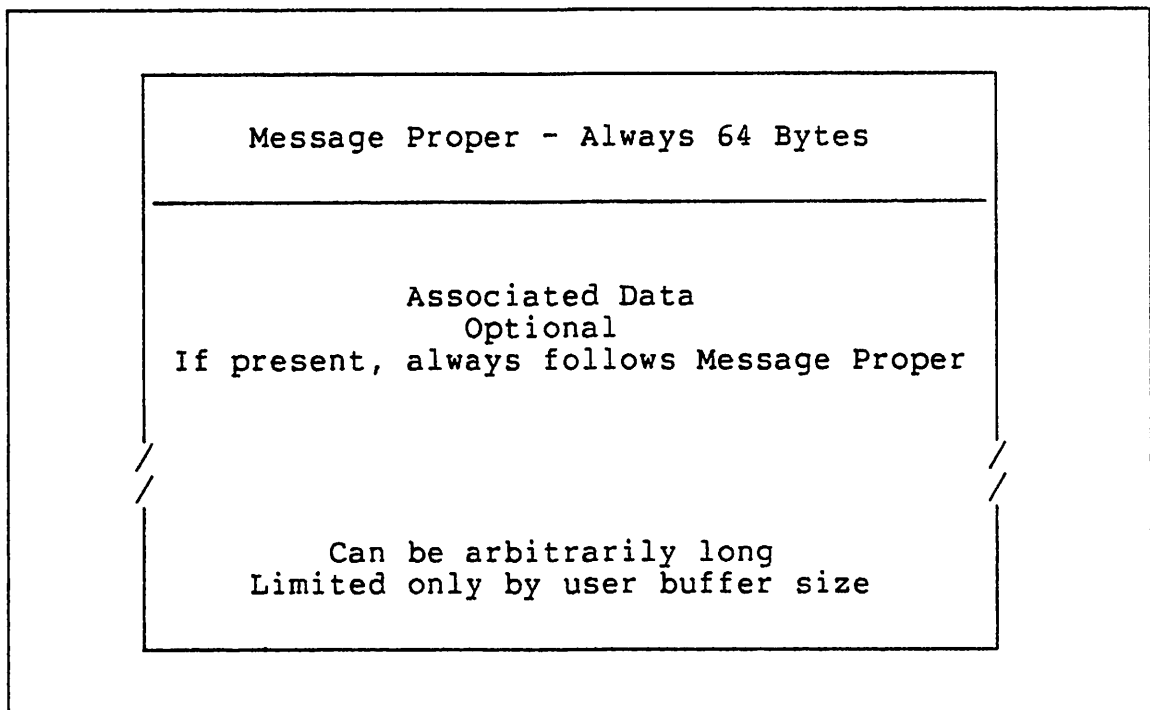 Message Proper - Always 64 Bytes
Associated Data
Optional
If present, always follows Message Proper
Can be arbitrarily long
Limited only by user buffer size